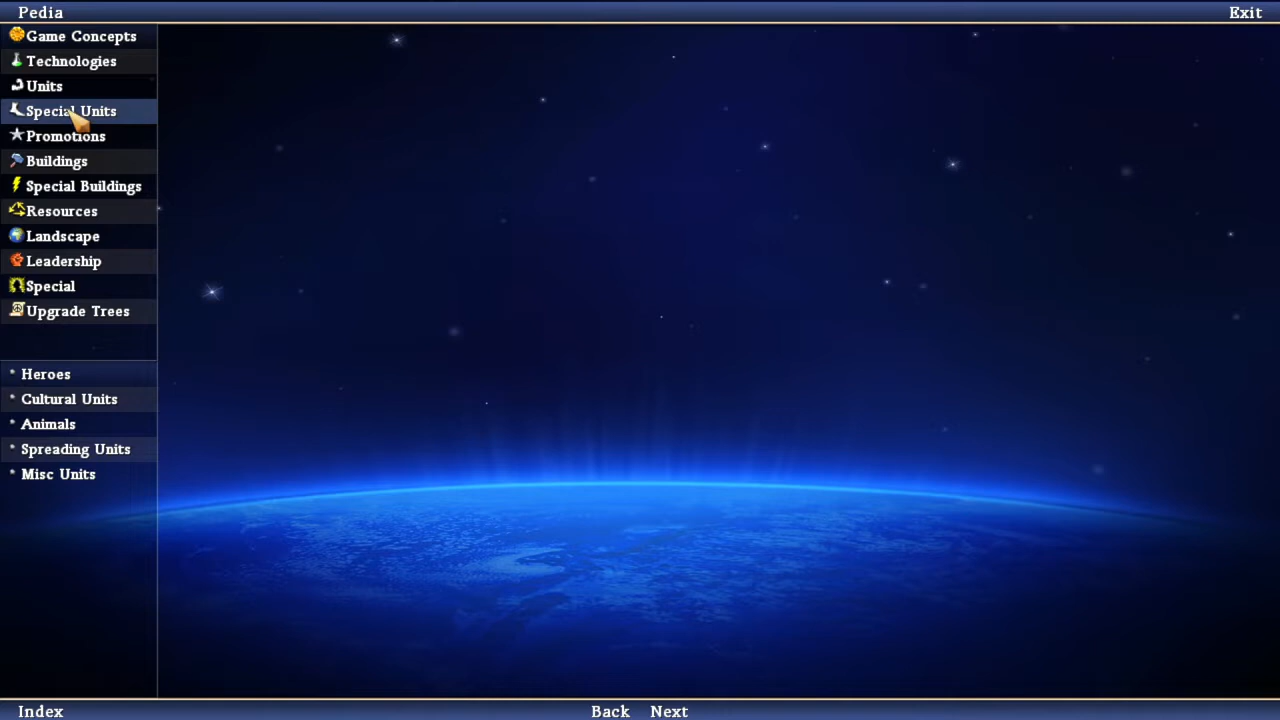 Pedia
Exit
Game Concepts
Technologies
Units
Special Units
Promotions
Buildings
Special Buildings
Resources
Landscape
Leadership
Special
Upgrade Trees
Heroes
Cultural Units
Animals
Spreading Units
Misc Units
Index
Back
Next